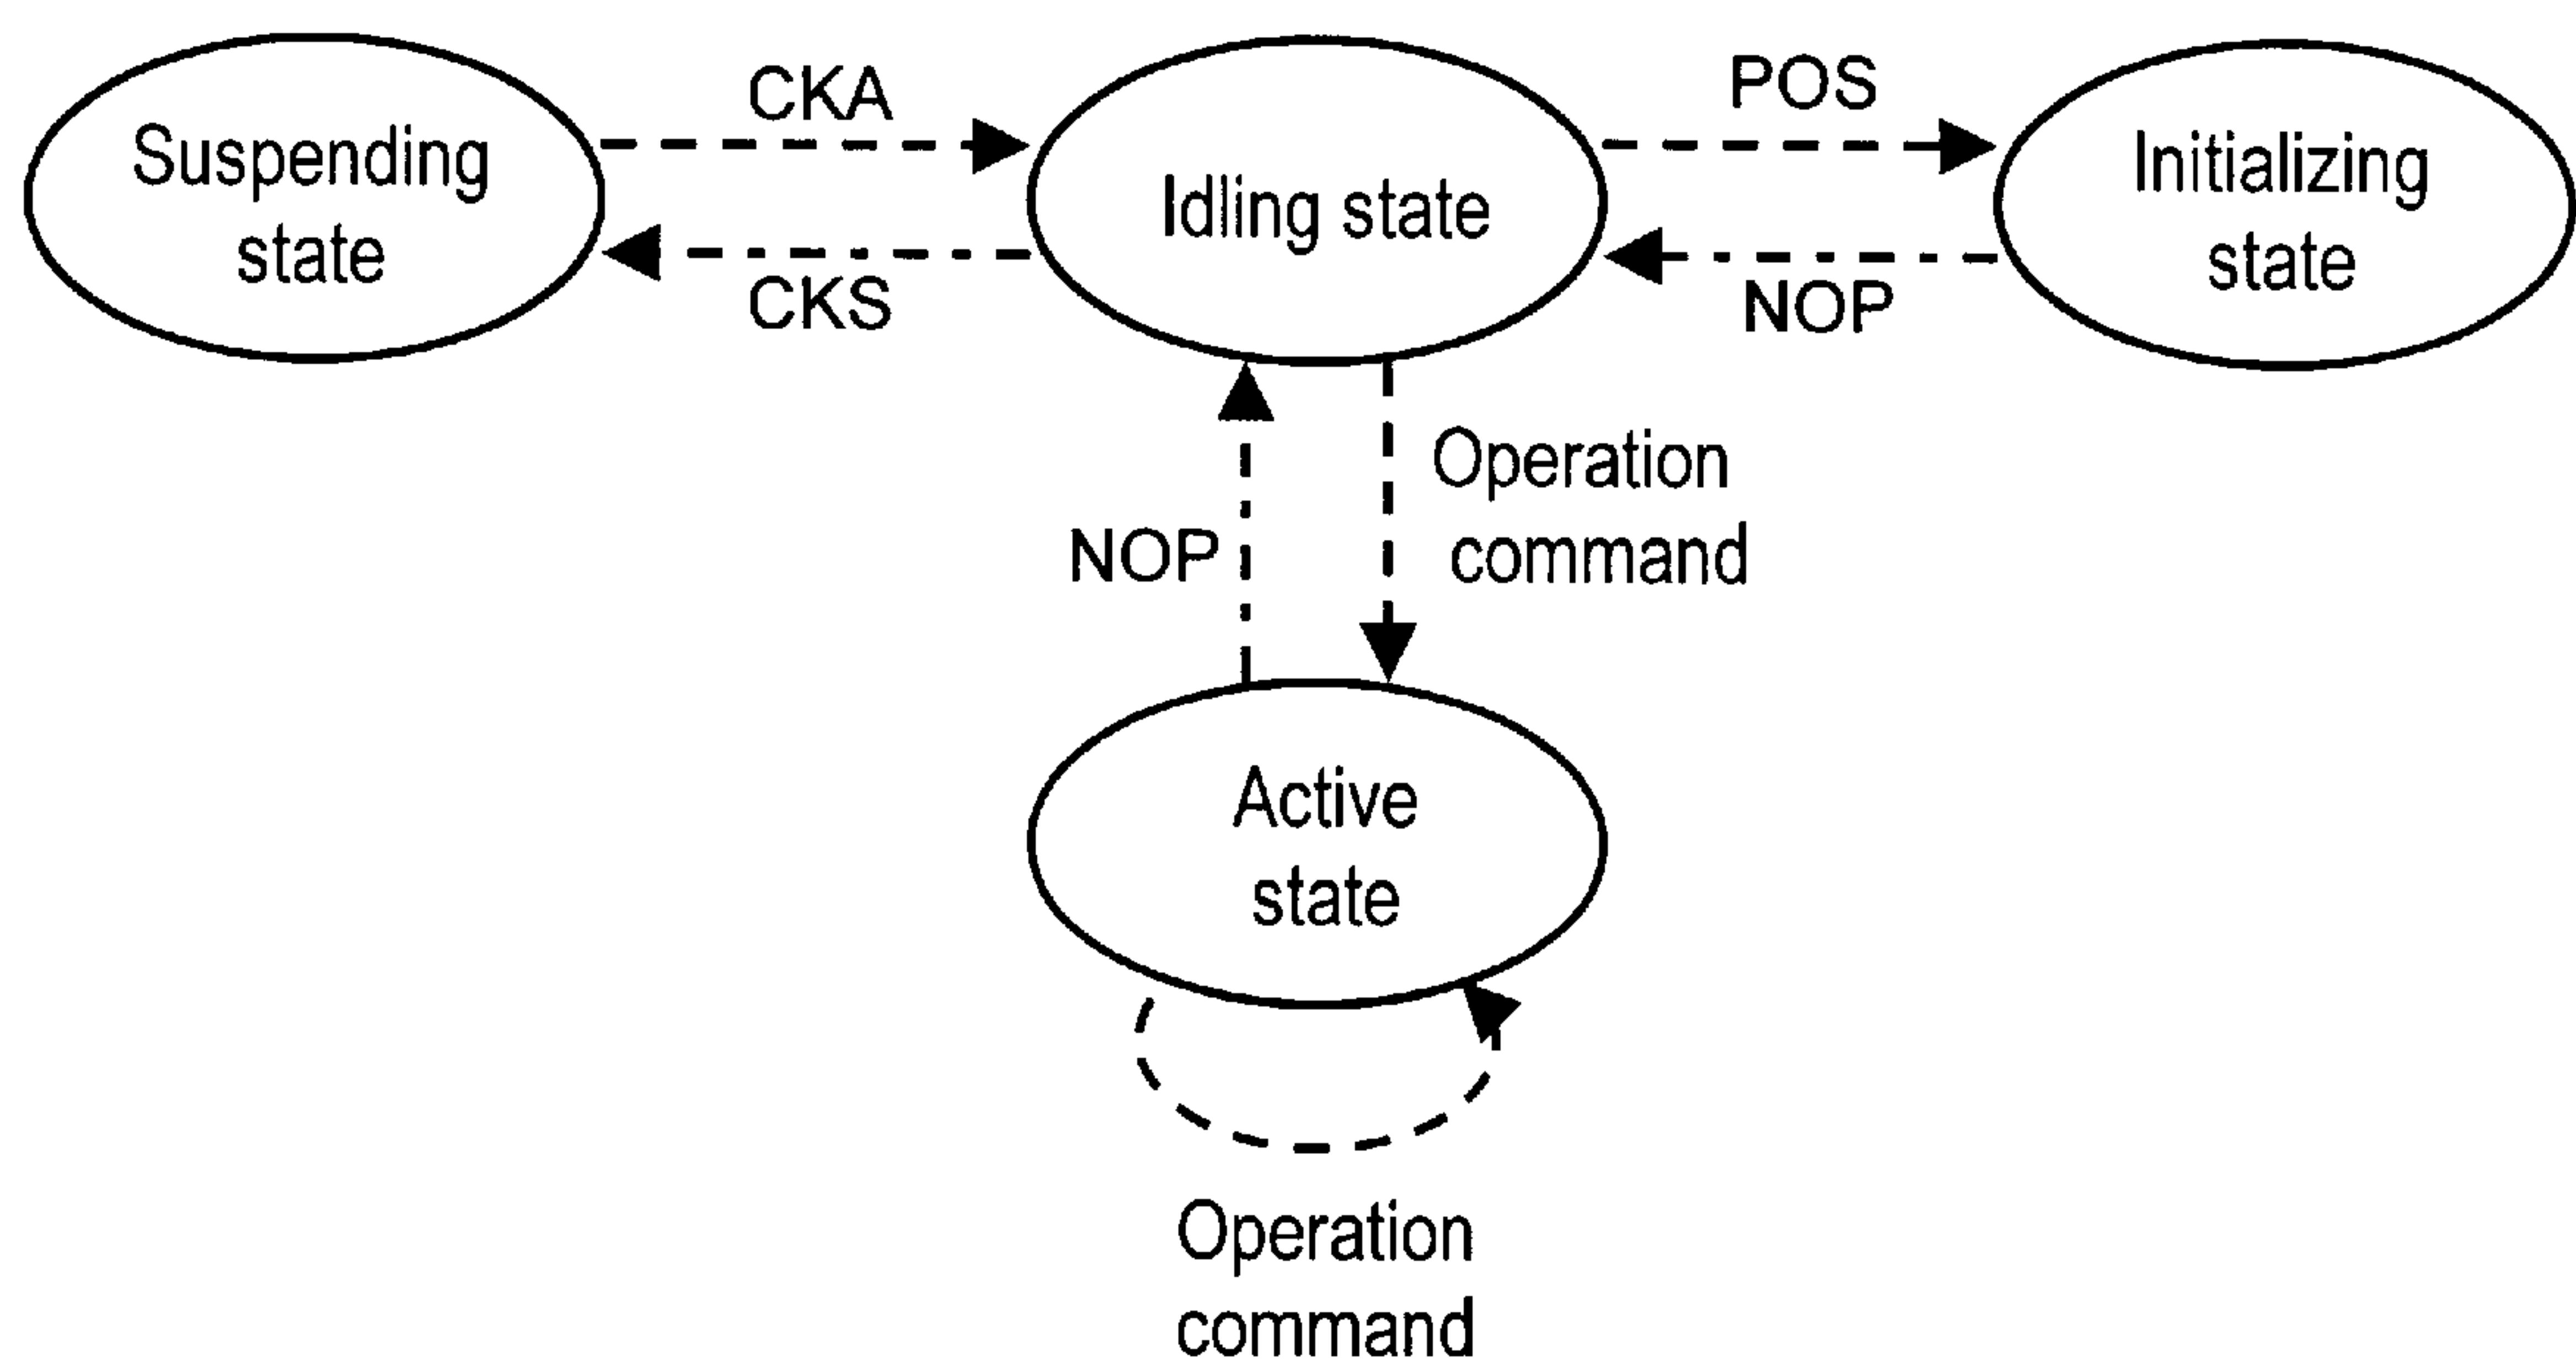 CKA
POS
Suspending
state
Idling state
Initializing
state
CKS
NOP
Operation
command
NOP
Active
state
Operation
command